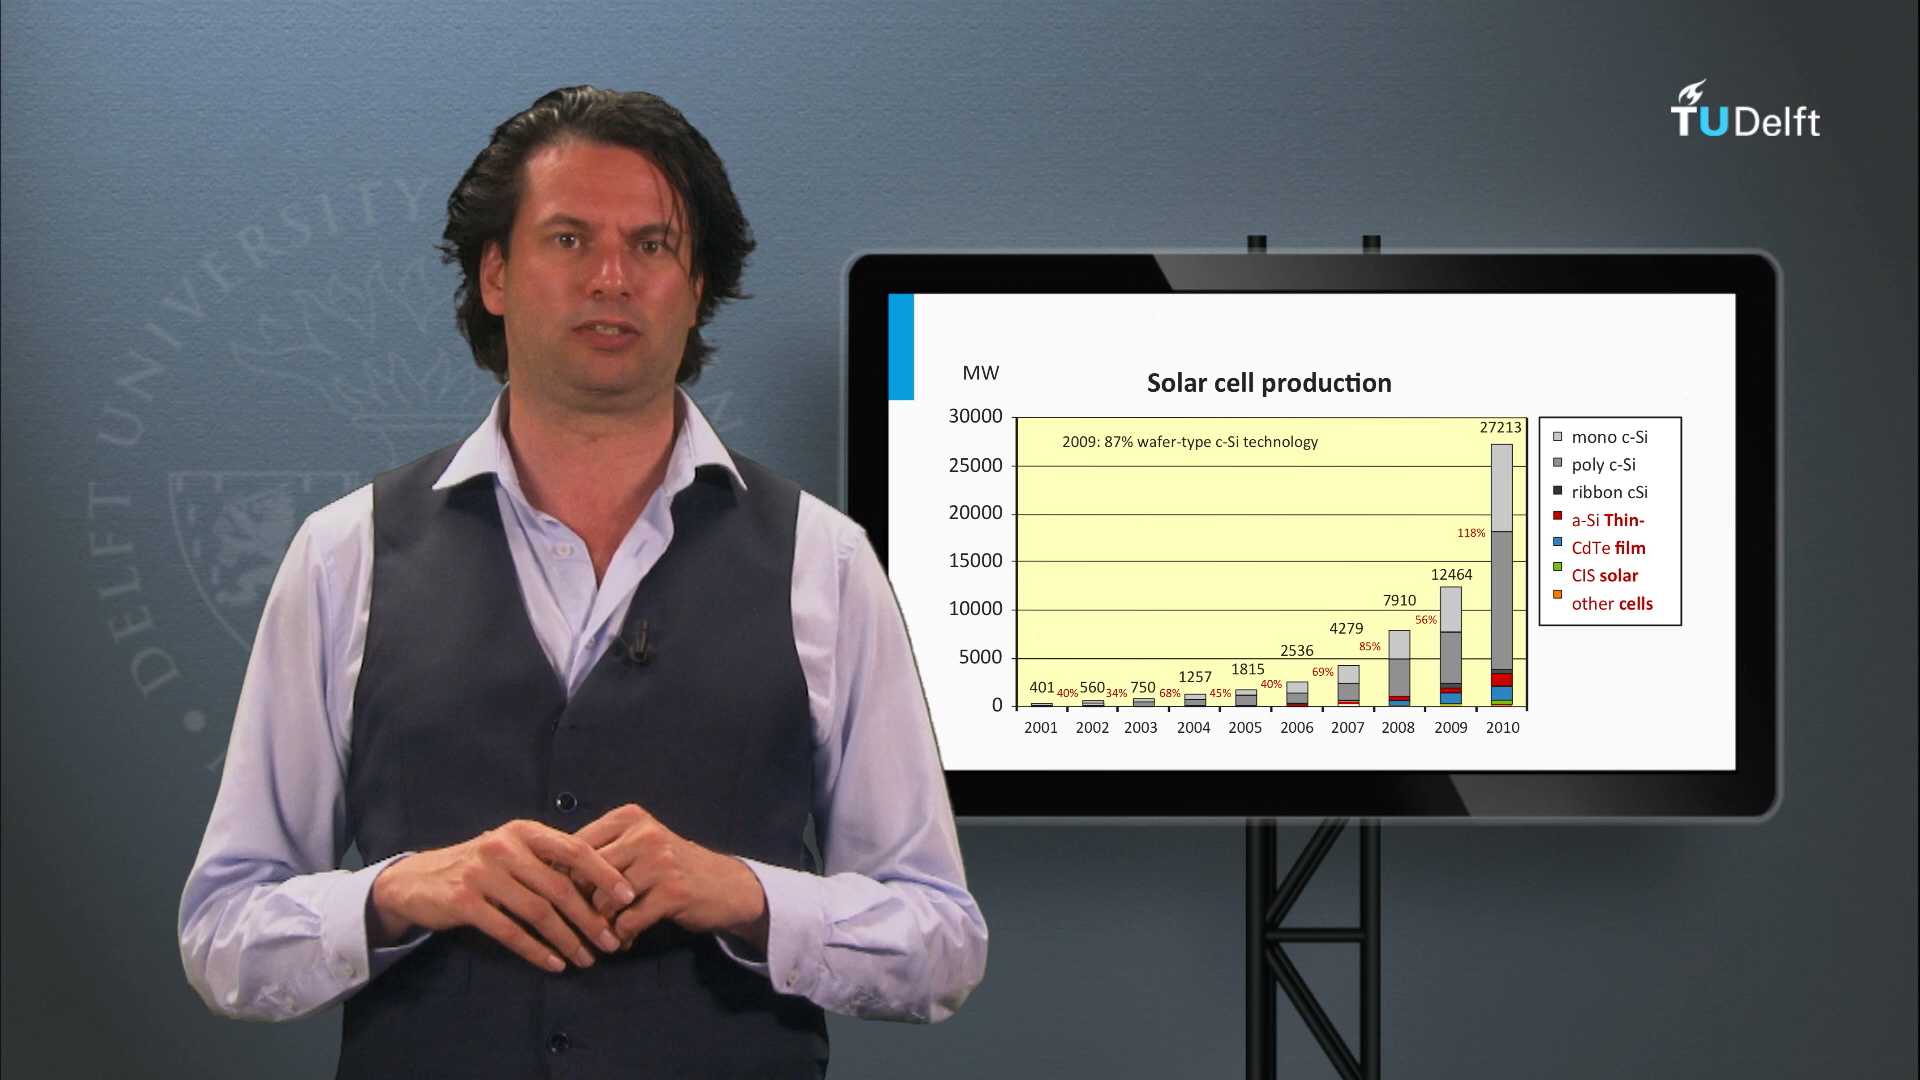 DELFT UNIVERSITY
TU Delft
MW
Solar cell production
30000
25000
20000
15000
10000
5000
0
2009: 87% wafer-type c-Si technology
401
40%
560
34%
750
68%
1257
45%
1815
40%
2536
69%
4279
85%
7910
56%
12464
118%
27213
2001 2002 2003 2004 2005 2006 2007 2008 2009 2010
mono c-Si
poly c-Si
ribbon cSi
a-Si Thin-
CdTe film
CIS solar
other cells